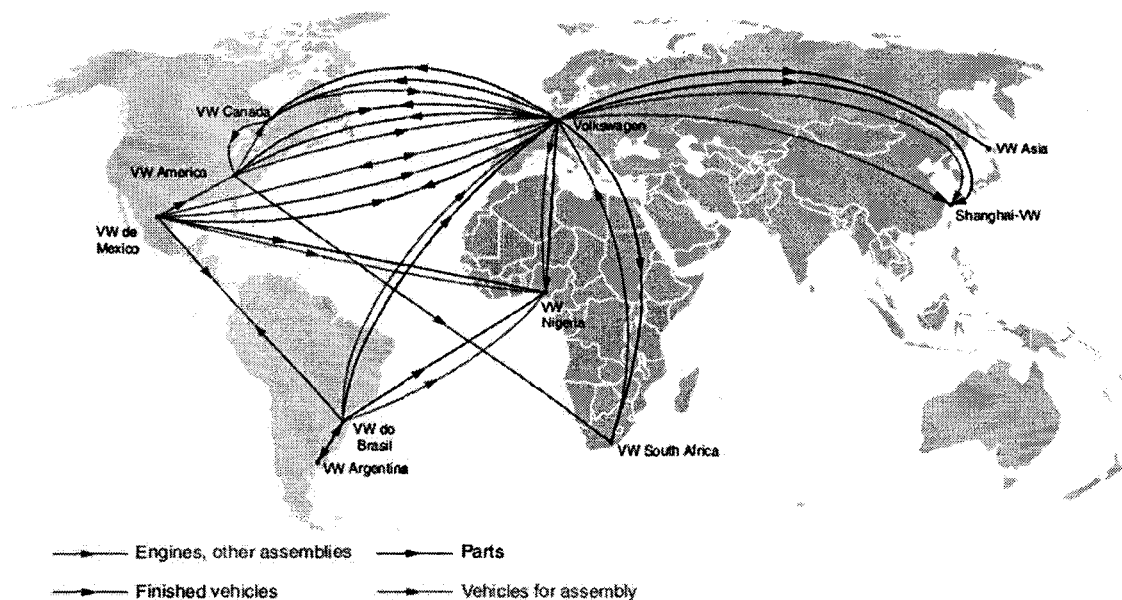 VW Canada
Volkswagen
VW Asia
VW America
Shanghai-VW
VW de
Mexico
VW
Nigeria
VW do
Brasil
VW South Africa
VW Argentina
Engines, other assemblies
Parts
Finished vehicles
Vehicles for assembly